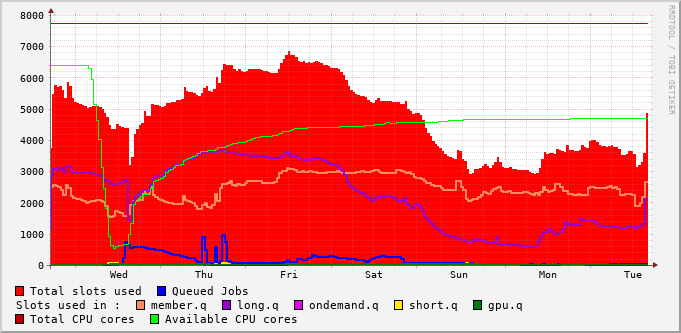 8000
7000
6000
5000
4000
3000
2000
1000
0
Wed Thu Fri Sat Sun Mon Tue
RRDTOOL / TOBI OETIKER
Total slots used Queued Jobs
Slots used in : member.q long.q ondemand.q short.q gpu.q
Total CPU cores Available CPU cores